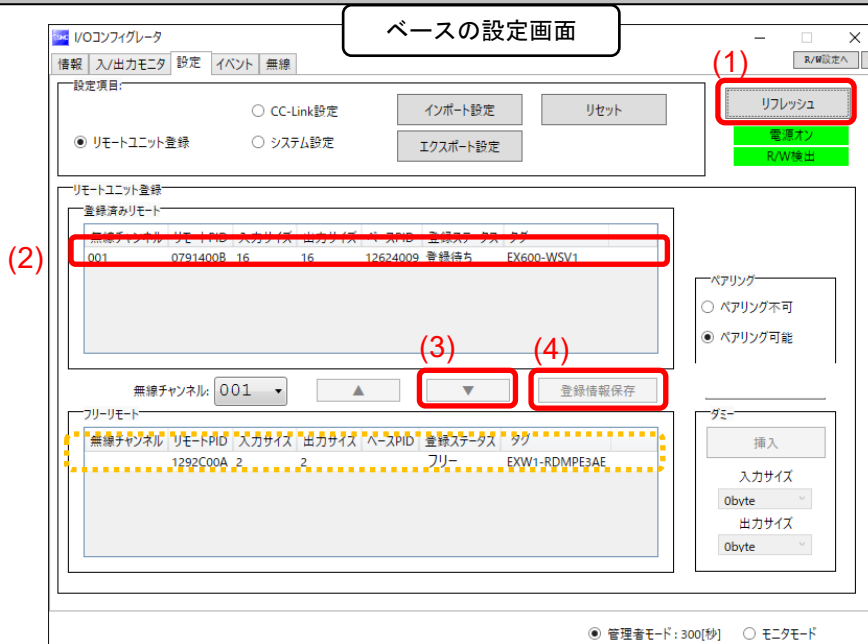 ベースの設定画面
I/Oコンフィグレータ
情報 入/出力モニタ 設定 イベント 無線
R/W設定へ
(1)
設定項目:
CC-Link設定 インポート設定 リセット リフレッシュ
リモートユニット登録 システム設定 エクスポート設定
電源オン
R/W検出
リモートユニット登録
登録済みリモート
無線チャンネル リモートPID 入力サイズ 出力サイズ ベースPID 登録ステータス タグ
(2)
001 0791400B 16 16 12624009 登録待ち EX600-WSV1
ペアリング
ペアリング不可
ペアリング可能
(3) (4)
無線チャンネル: 001 ▲ ▼ 登録情報保存
フリーリモート
無線チャンネル リモートPID 入力サイズ 出力サイズ ベースPID 登録ステータス タグ
1292C00A 2 2 フリー EXW1-RDMPE3AE
ダミー
挿入
入力サイズ
0byte
出力サイズ
0byte
管理者モード:300[秒] モニタモード